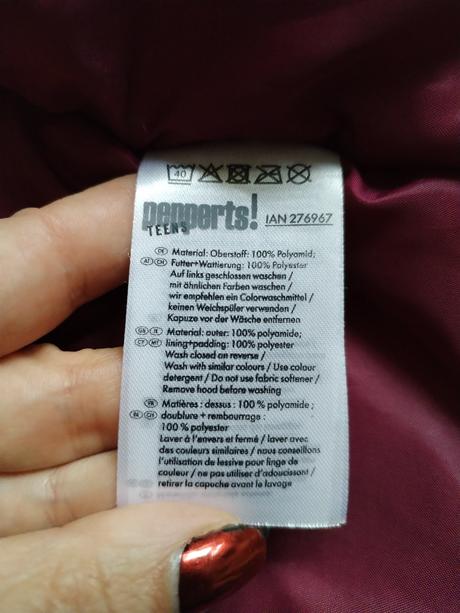 40
pepperts!
TEENS
IAN 276967
DE Material: Oberstoff: 100% Polyamid;
AT CH Futter+Wattierung: 100% Polyester
Auf links geschlossen waschen /
mit ähnlichen Farben waschen /
wir empfehlen ein Colorwaschmittel /
keinen Weichspüler verwenden /
Kapuze vor der Wäsche entfernen
GB IE Material: outer: 100% polyamide;
CY MT lining+padding: 100% polyester
Wash closed on reverse /
Wash with similar colours / Use colour
detergent / Do not use fabric softener /
Remove hood before washing
FR Matières : dessus : 100 % polyamide ;
BE CH doublure + rembourrage :
100 % polyester
Laver à l'envers et fermé / laver avec
des couleurs similaires / nous conseillons
l'utilisation de lessive pour linge de
couleur / ne pas utiliser d'adoucissant /
retirer la capuche avant le lavage